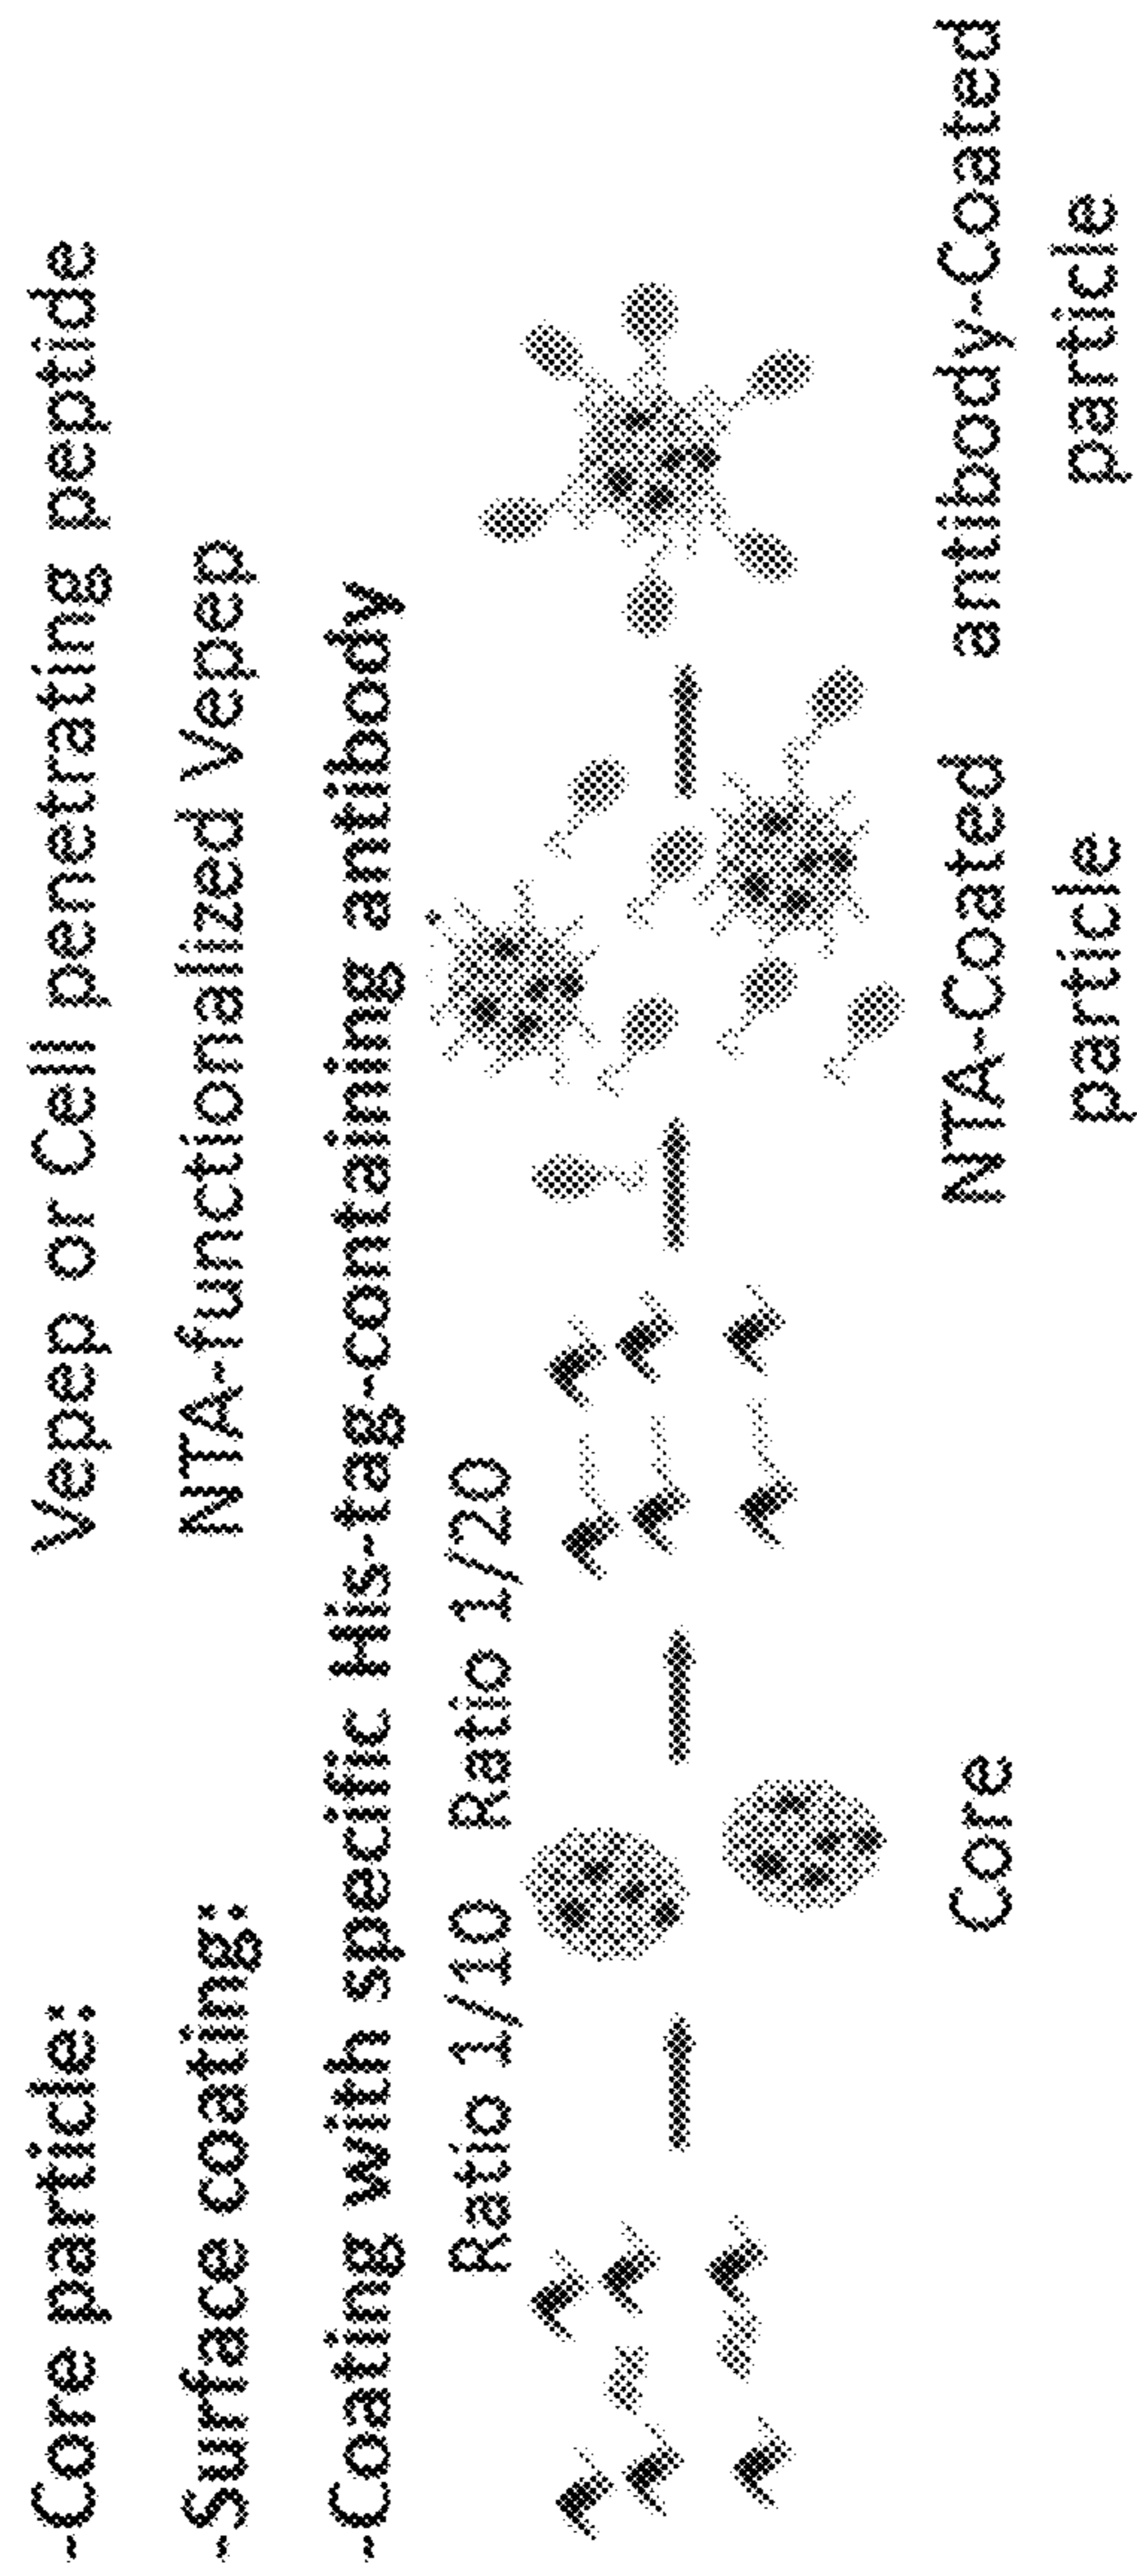 -Core particle: Vepep or Cell penetrating peptide
-Surface coating: NTA-functionalized Vepep
-Coating with specific His-tag-containing antibody
Ratio 1/10 Ratio 1/20
Core NTA-Coated antibody-Coated
particle particle